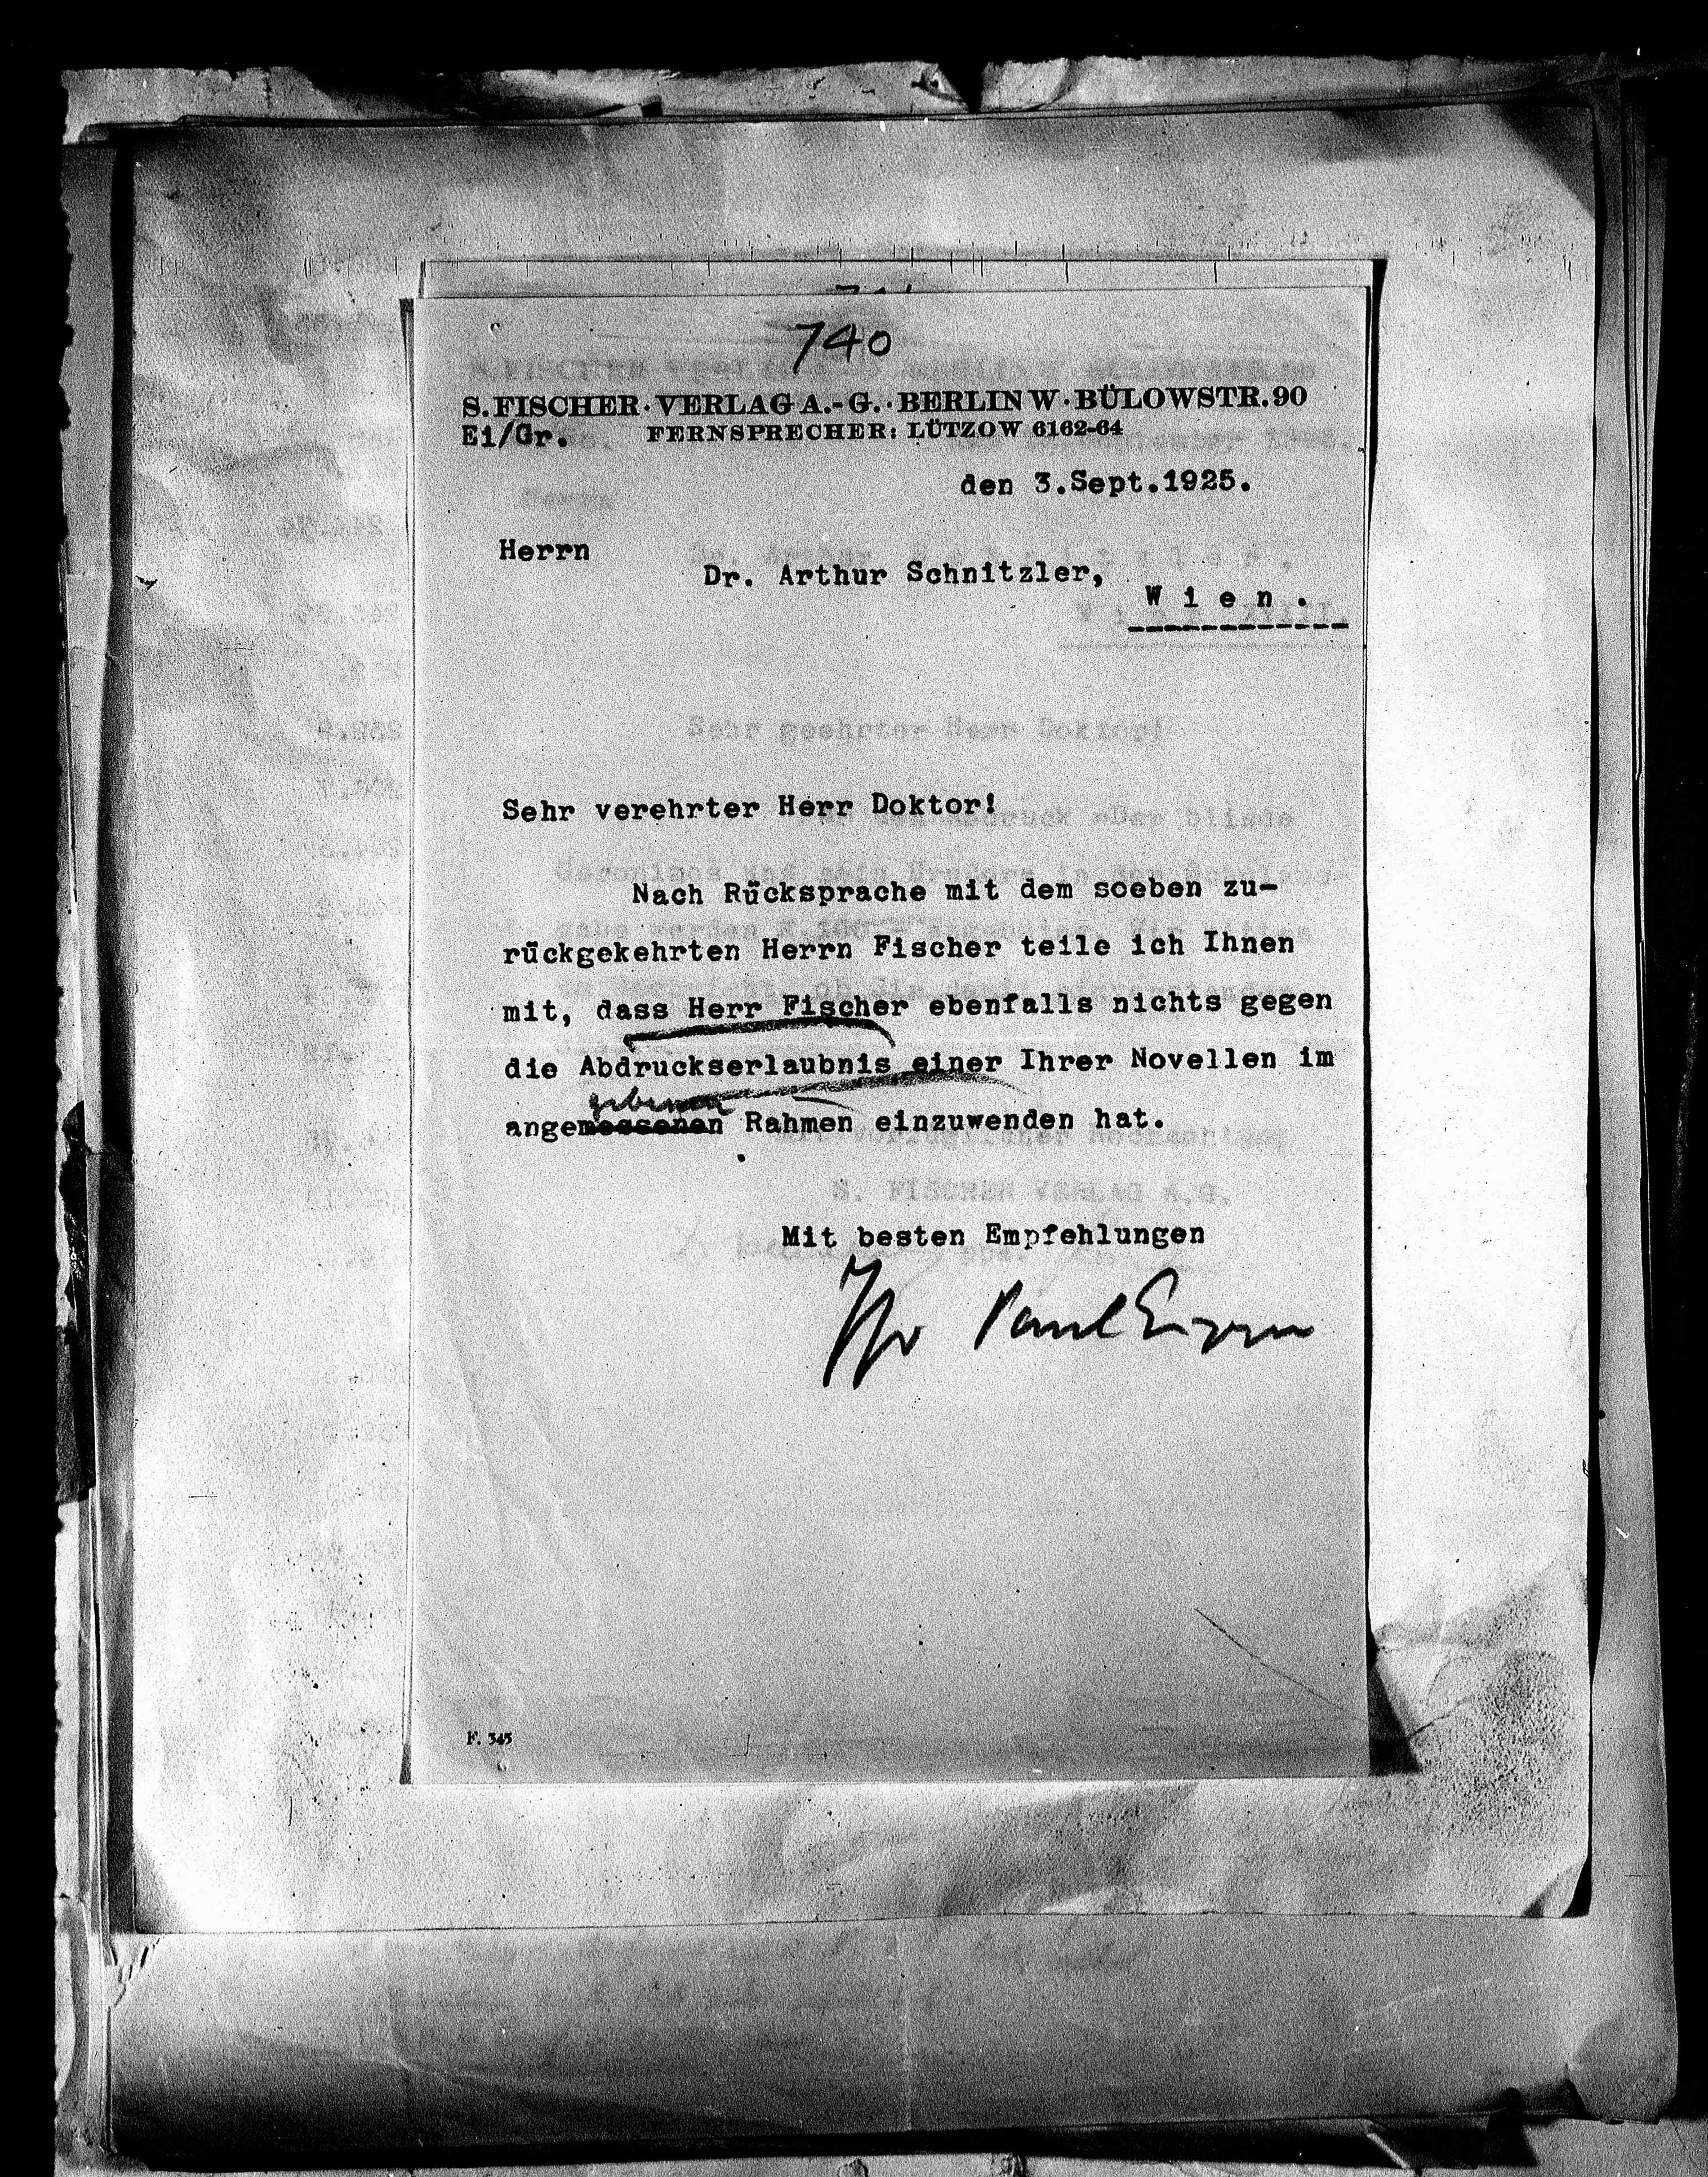 740
S. FISCHER · VERLAG A.-G. · BERLIN W · BÜLOWSTR. 90
Ei/Gr. FERNSPRECHER: LÜTZOW 6162-64
den 3.Sept.1925.
Herrn
Dr. Arthur Schnitzler,
W i e n .
Sehr verehrter Herr Doktor!
Nach Rücksprache mit dem soeben zu-
rückgekehrten Herrn Fischer teile ich Ihnen
mit, dass Herr Fischer ebenfalls nichts gegen
die Abdruckserlaubnis einer Ihrer Novellen im
gebenen
angemessenen Rahmen einzuwenden hat.
Mit besten Empfehlungen
Ihr Paul Eipper
F. 345